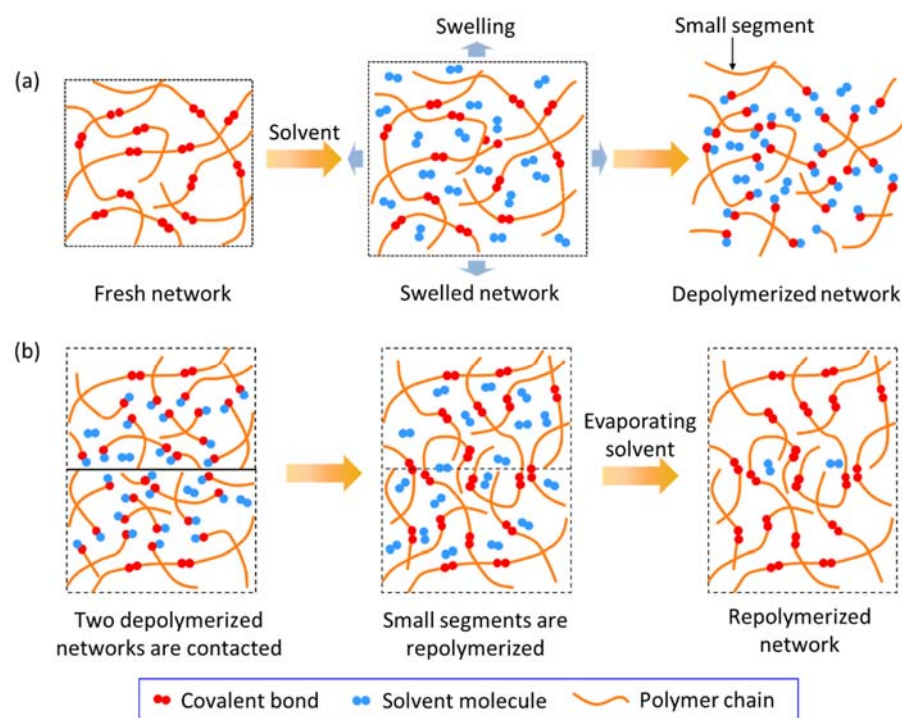 Swelling
Small segment
(a)
Solvent
Fresh network
Swelled network
Depolymerized network
(b)
Evaporating
solvent
Two depolymerized
networks are contacted
Small segments are
repolymerized
Repolymerized
network
Covalent bond
Solvent molecule
Polymer chain